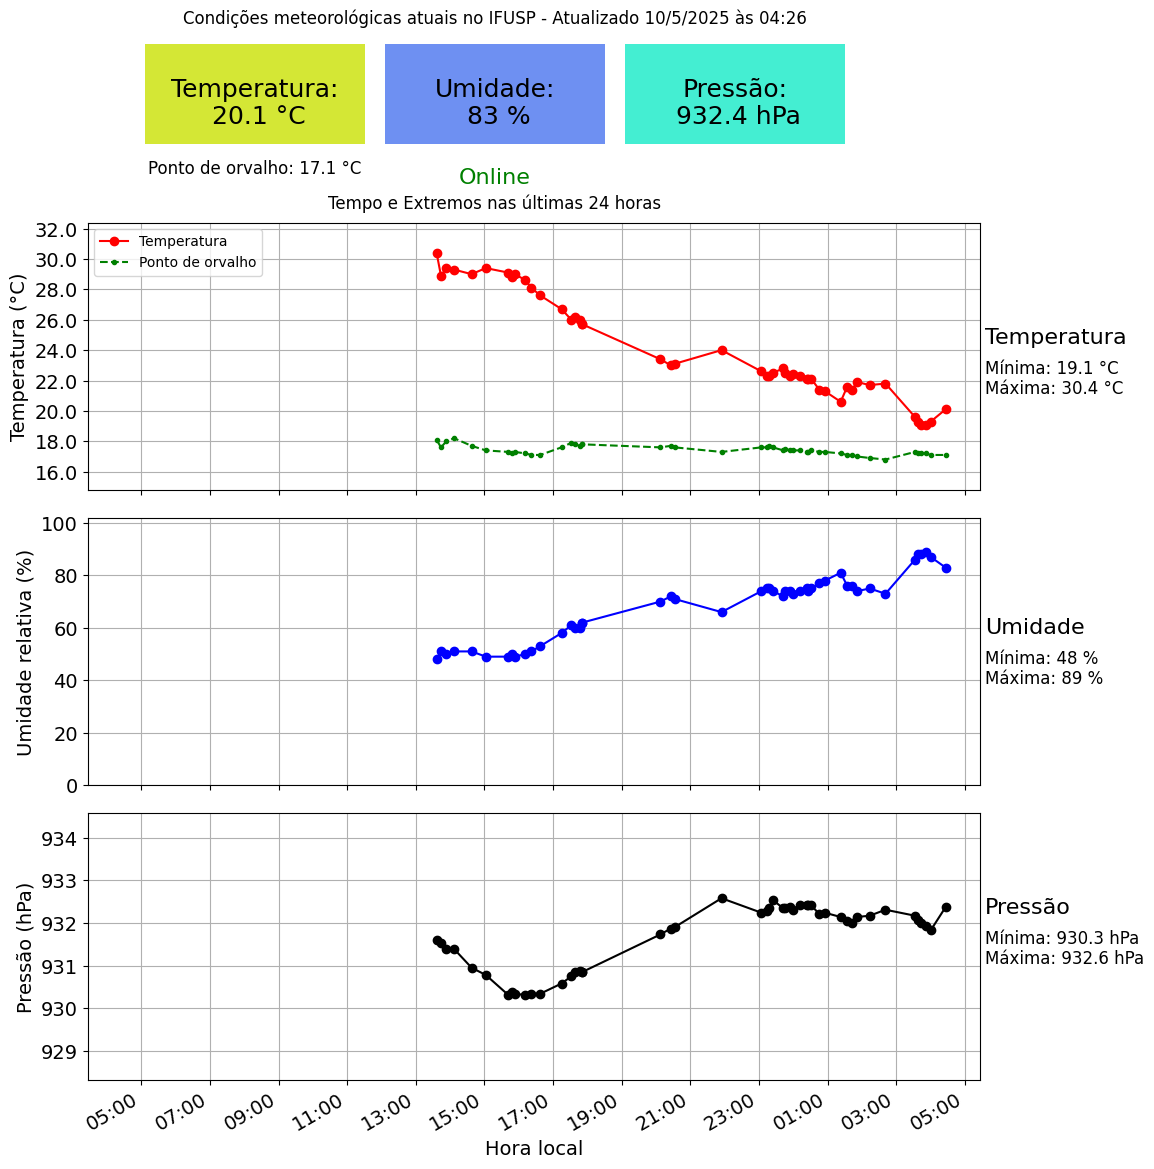 Condições meteorológicas atuais no IFUSP - Atualizado 10/5/2025 às 04:26
Temperatura:
20.1 °C
Umidade:
83 %
Pressão:
932.4 hPa
Ponto de orvalho: 17.1 °C
Online
Tempo e Extremos nas últimas 24 horas
Temperatura (°C)
32.0
30.0
28.0
26.0
24.0
22.0
20.0
18.0
16.0
Temperatura
Ponto de orvalho
Temperatura
Mínima: 19.1 °C
Máxima: 30.4 °C
Umidade relativa (%)
100
80
60
40
20
0
Umidade
Mínima: 48 %
Máxima: 89 %
Pressão (hPa)
934
933
932
931
930
929
Pressão
Mínima: 930.3 hPa
Máxima: 932.6 hPa
05:00
07:00
09:00
11:00
13:00
15:00
17:00
19:00
21:00
23:00
01:00
03:00
05:00
Hora local